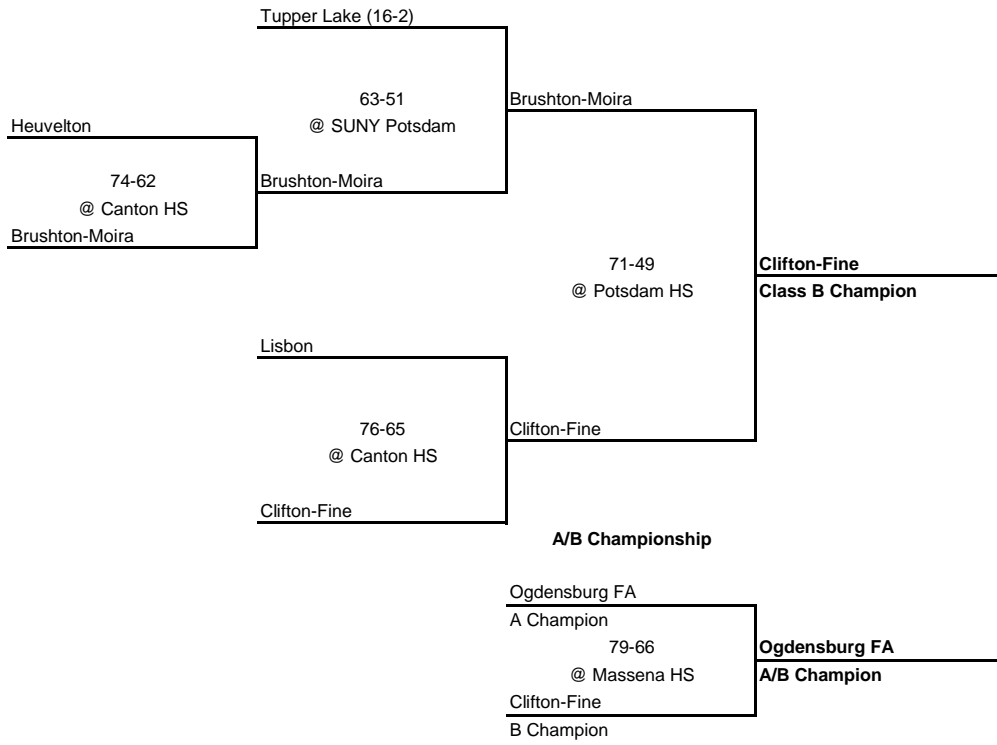 Tupper Lake (16-2)
63-51
Brushton-Moira
Heuvelton
@ SUNY Potsdam
74-62
Brushton-Moira
@ Canton HS
Brushton-Moira
71-49
Clifton-Fine
@ Potsdam HS
Class B Champion
Lisbon
76-65
Clifton-Fine
@ Canton HS
Clifton-Fine
A/B Championship
Ogdensburg FA
A Champion
79-66
Ogdensburg FA
@ Massena HS
A/B Champion
Clifton-Fine
B Champion